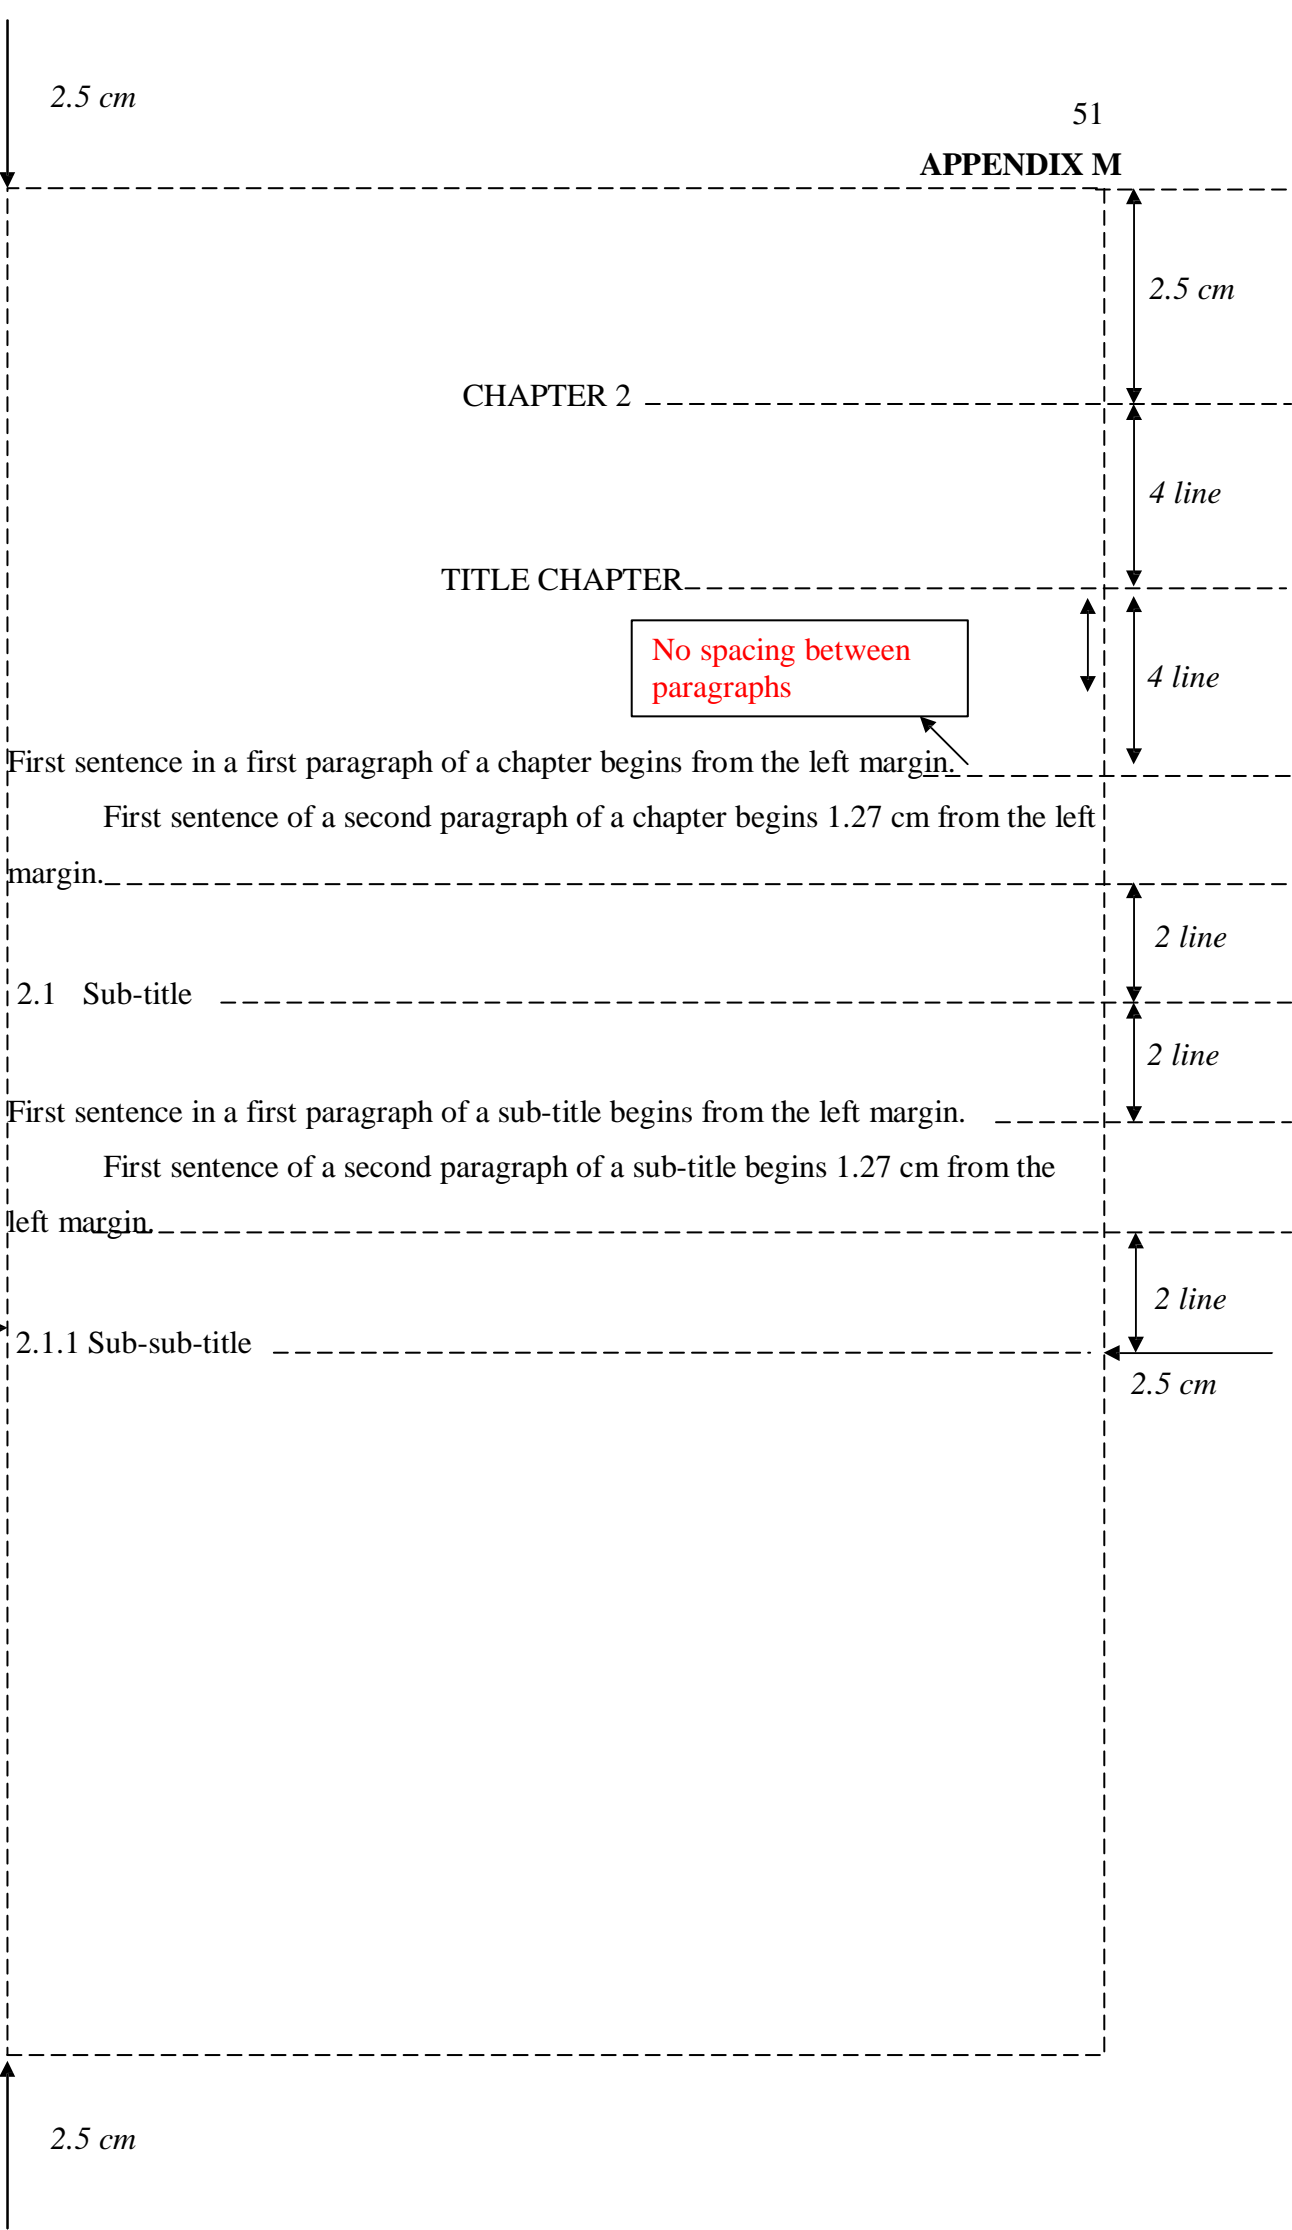 2.5 cm
51
APPENDIX M
2.5 cm
CHAPTER 2
4 line
TITLE CHAPTER
No spacing between
paragraphs
4 line
First sentence in a first paragraph of a chapter begins from the left margin.
First sentence of a second paragraph of a chapter begins 1.27 cm from the left
margin.
2 line
2.1 Sub-title
2 line
First sentence in a first paragraph of a sub-title begins from the left margin.
First sentence of a second paragraph of a sub-title begins 1.27 cm from the
left margin.
2 line
2.1.1 Sub-sub-title
2.5 cm
2.5 cm